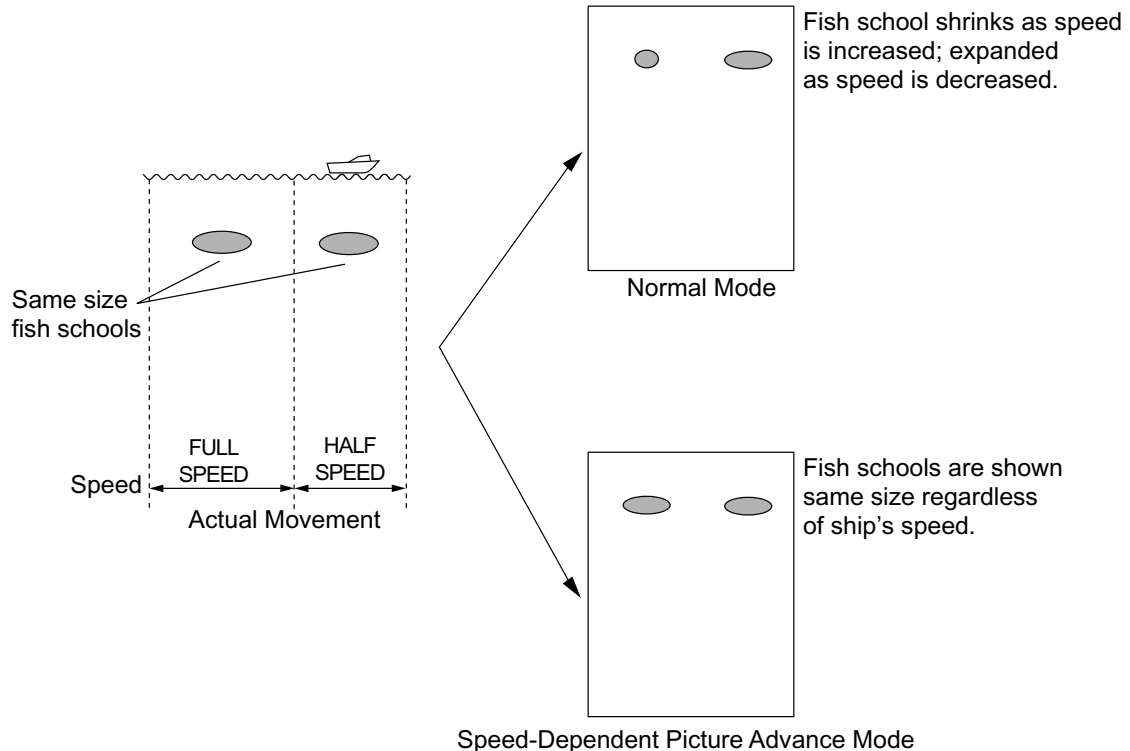 Fish school shrinks as speed
is increased; expanded
as speed is decreased.
Normal Mode
Same size
fish schools
FULL
SPEED
HALF
SPEED
Speed
Actual Movement
Fish schools are shown
same size regardless
of ship's speed.
Speed-Dependent Picture Advance Mode